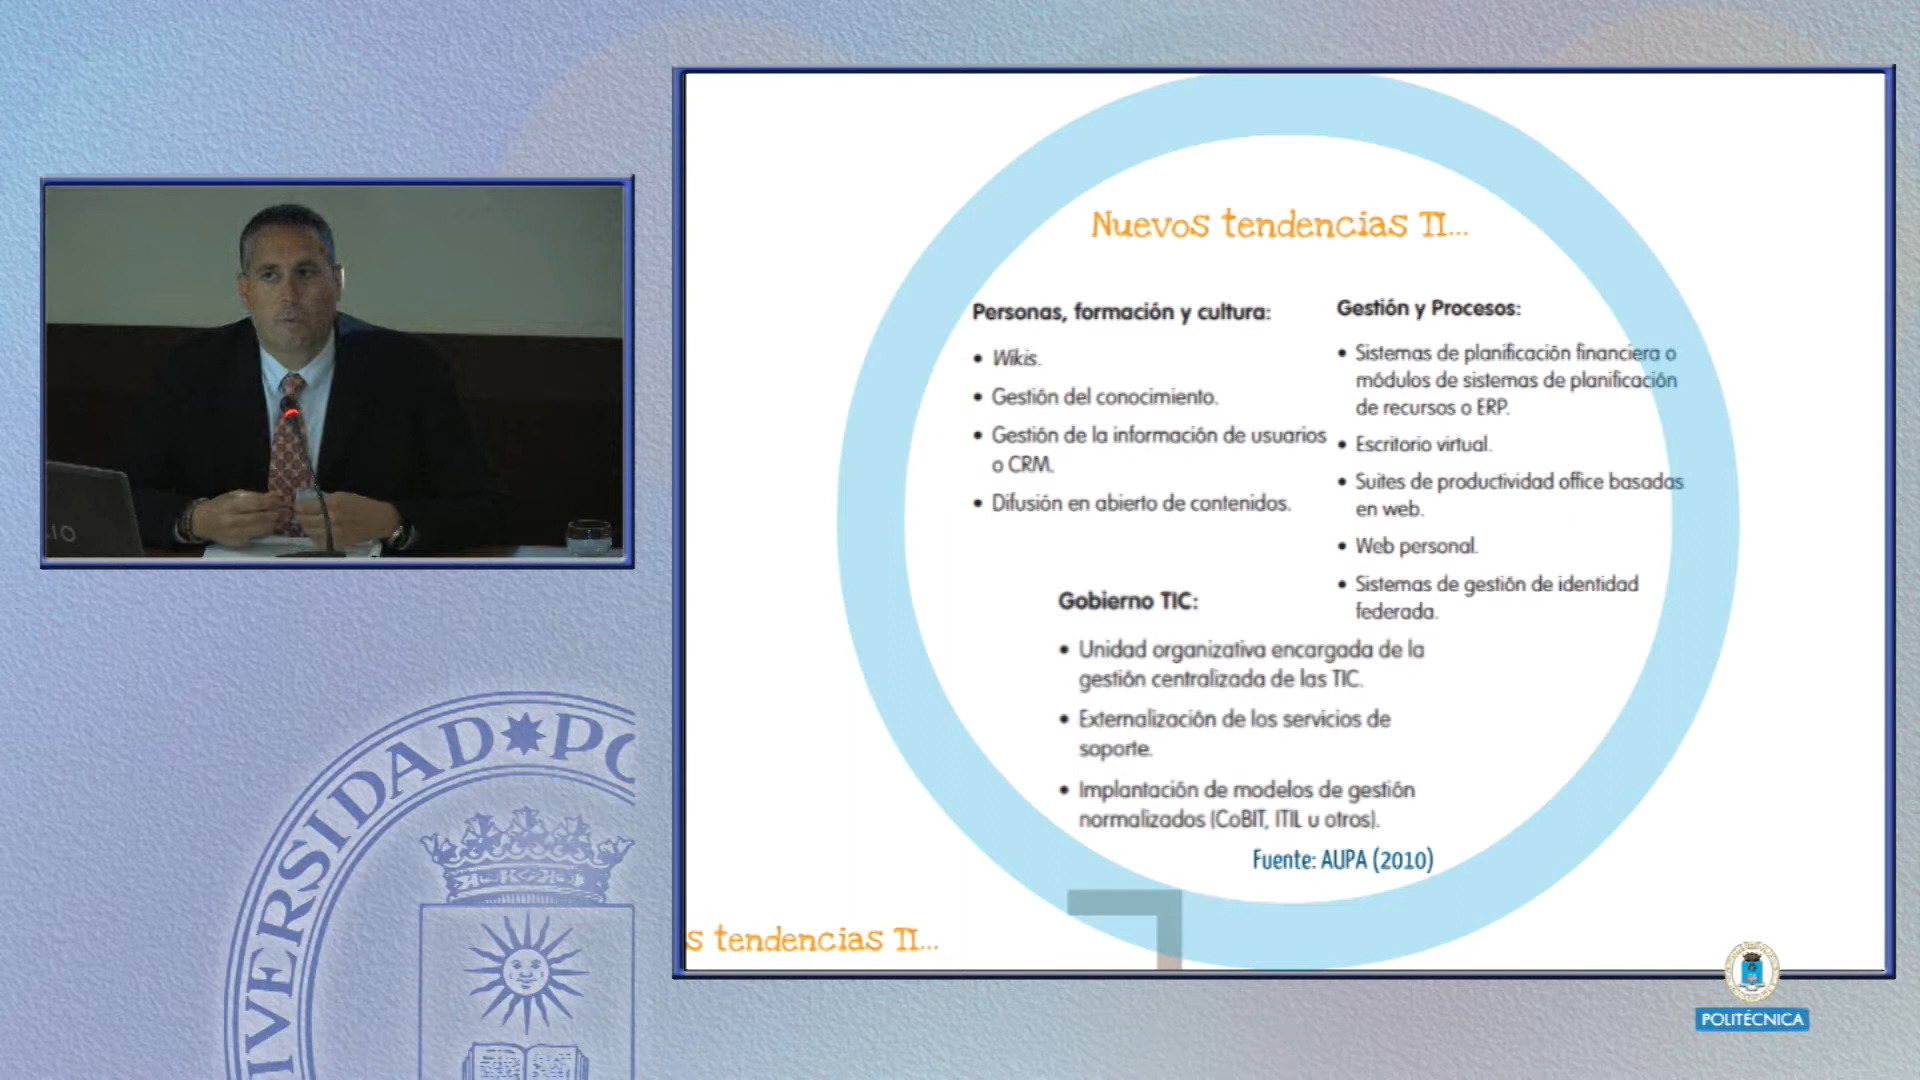 Nuevos tendencias TI...
Personas, formación y cultura:
• Wikis.
• Gestión del conocimiento.
• Gestión de la información de usuarios
o CRM.
• Difusión en abierto de contenidos.
Gestión y Procesos:
• Sistemas de planificación financiera o
módulos de sistemas de planificación
de recursos o ERP.
• Escritorio virtual.
• Suites de productividad office basadas
en web.
• Web personal.
• Sistemas de gestión de identidad
federada.
Gobierno TIC:
• Unidad organizativa encargada de la
gestión centralizada de las TIC.
• Externalización de los servicios de
soporte.
• Implantación de modelos de gestión
normalizados (CoBIT, ITIL u otros).
Fuente: AUPA (2010)
s tendencias TI...
IVERSIDAD PO
POLITÉCNICA